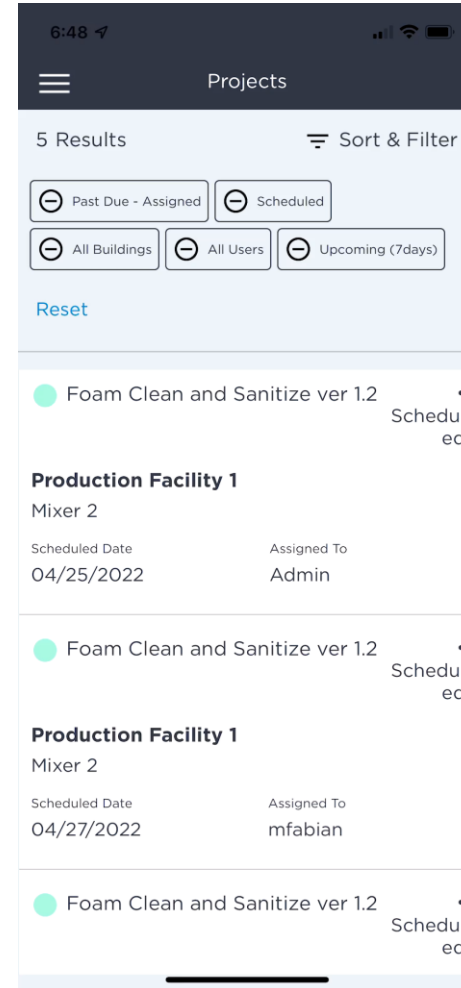 6:48
Projects
5 Results Sort & Filter
Past Due - Assigned Scheduled
All Buildings All Users Upcoming (7days)
Reset
Foam Clean and Sanitize ver 1.2
Schedu
ed
Production Facility 1
Mixer 2
Scheduled Date Assigned To
04/25/2022 Admin
Foam Clean and Sanitize ver 1.2
Schedu
ed
Production Facility 1
Mixer 2
Scheduled Date Assigned To
04/27/2022 mfabian
Foam Clean and Sanitize ver 1.2
Schedu
ed